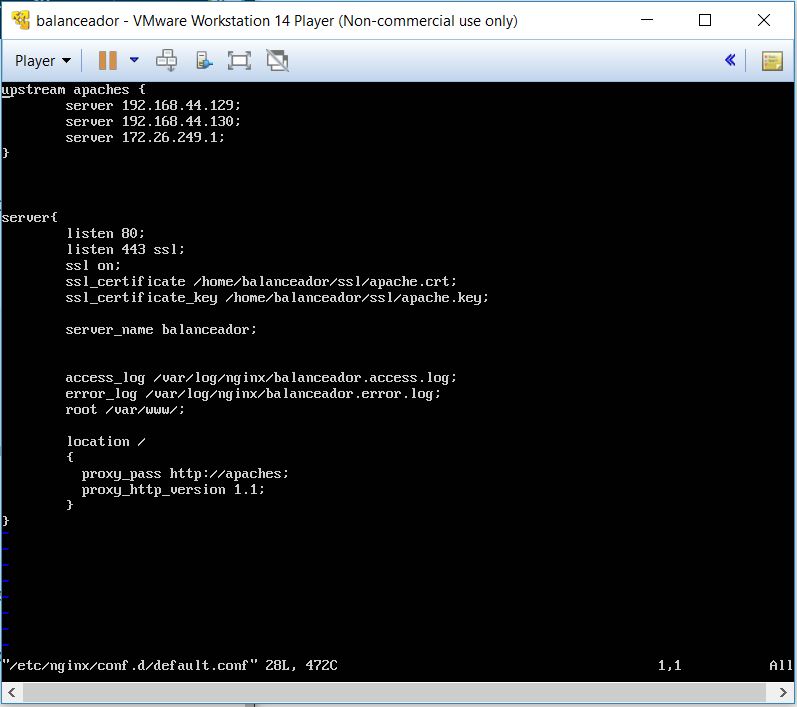 balanceador - VMware Workstation 14 Player (Non-commercial use only)
Player
upstream apaches {
server 192.168.44.129;
server 192.168.44.130;
server 172.26.249.1;
}
server{
listen 80;
listen 443 ssl;
ssl on;
ssl_certificate /home/balanceador/ssl/apache.crt;
ssl_certificate_key /home/balanceador/ssl/apache.key;
server_name balanceador;
access_log /var/log/nginx/balanceador.access.log;
error_log /var/log/nginx/balanceador.error.log;
root /var/www/;
location /
{
proxy_pass http://apaches;
proxy_http_version 1.1;
}
}
~
~
~
~
~
~
~
~
"/etc/nginx/conf.d/default.conf" 28L, 472C 1,1 All